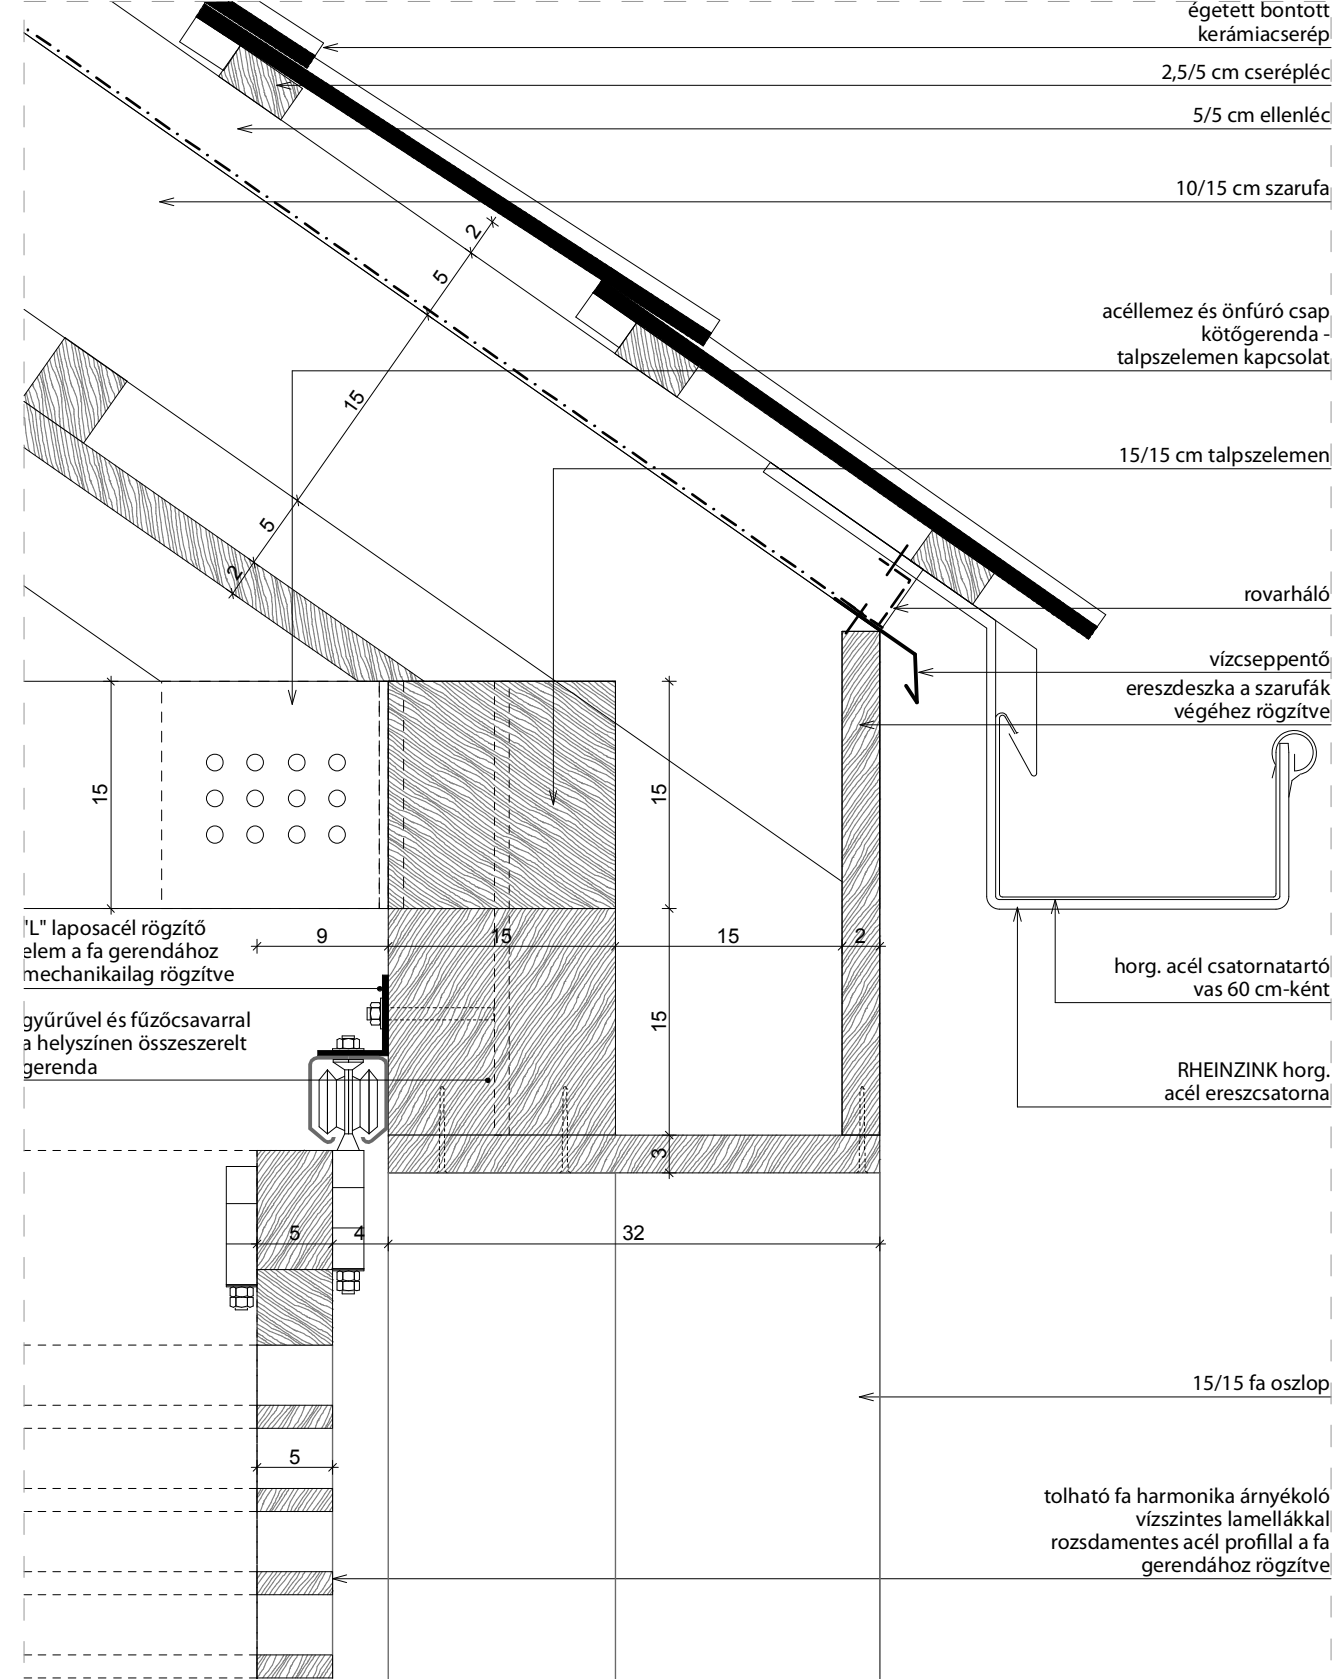 égetett bontott
kerámiacserép
2,5/5 cm cserépléc
5/5 cm ellenléc
10/15 cm szarufa
2
5
acéllemez és önfúró csap
kötőgerenda -
talpszelemen kapcsolat
15
15/15 cm talpszelemen
5
2
rovarháló
vízcseppentő
ereszdeszka a szarufák
végéhez rögzítve
15
15
"L" laposacél rögzítő
elem a fa gerendához
mechanikailag rögzítve
9
15
15
2
horg. acél csatornatartó
vas 60 cm-ként
gyűrűvel és fűzőcsavarral
a helyszínen összeszerelt
gerenda
15
RHEINZINK horg.
acél ereszcsatorna
3
5
4
32
15/15 fa oszlop
5
tolható fa harmonika árnyékoló
vízszintes lamellákkal
rozsdamentes acél profillal a fa
gerendához rögzítve